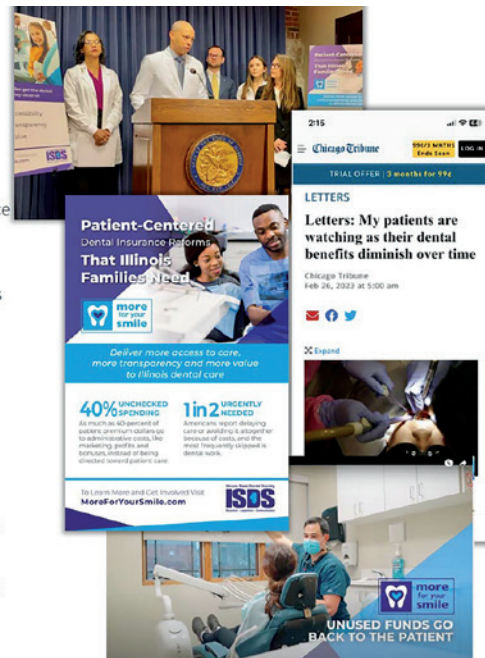 Patient-Centered
That Illinois
Families
ISDS
Patient-Centered
Dental Insurance Reforms
That Illinois
Families Need
more
for your
smile
Deliver more access to care,
more transparency and more value
to Illinois dental care
40% UNCHECKED
SPENDING
As much as 40-percent of
patient premium dollars go
to administrative costs, like
marketing, profits and
bonuses, instead of being
directed toward patient care.
1in2 URGENTLY
NEEDED
Americans report delaying
care or avoiding it altogether
because of costs, and the
most frequently skipped is
dental work.
To Learn More and Get Involved Visit
MoreForYourSmile.com
Illinois State Dental Society
ISDS
2:15
Chicago Tribune
99¢/3 MNTHS
Ends Soon
LOG IN
TRIAL OFFER | 3 months for 99¢
LETTERS
Letters: My patients are
watching as their dental
benefits diminish over time
Chicago Tribune
Feb 26, 2023 at 5:00 am
Expand
more
for your
smile
UNUSED FUNDS GO
BACK TO THE PATIENT